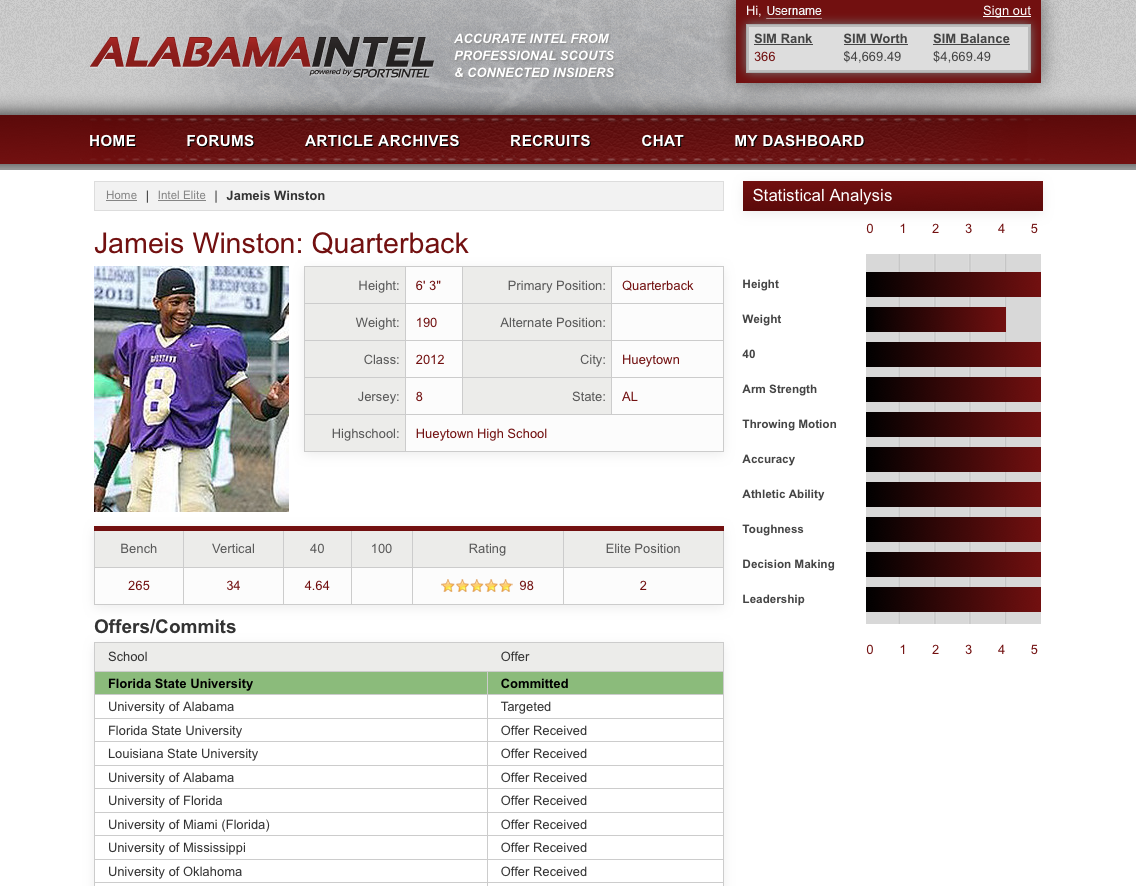 Hi, Username Sign out
ALABAMAINTEL
powered by SPORTSINTEL
ACCURATE INTEL FROM
PROFESSIONAL SCOUTS
& CONNECTED INSIDERS
SIM Rank SIM Worth SIM Balance
366 $4,669.49 $4,669.49
HOME FORUMS ARTICLE ARCHIVES RECRUITS CHAT MY DASHBOARD
Home | Intel Elite | Jameis Winston
Jameis Winston: Quarterback
2013
REDFORD
51
HUEYTOWN
8
Height: 6' 3" Primary Position: Quarterback
Weight: 190 Alternate Position:
Class: 2012 City: Hueytown
Jersey: 8 State: AL
Highschool: Hueytown High School
Bench Vertical 40 100 Rating Elite Position
265 34 4.64 98 2
Offers/Commits
School Offer
Florida State University Committed
University of Alabama Targeted
Florida State University Offer Received
Louisiana State University Offer Received
University of Alabama Offer Received
University of Florida Offer Received
University of Miami (Florida) Offer Received
University of Mississippi Offer Received
University of Oklahoma Offer Received
Statistical Analysis
0 1 2 3 4 5
Height
Weight
40
Arm Strength
Throwing Motion
Accuracy
Athletic Ability
Toughness
Decision Making
Leadership
0 1 2 3 4 5